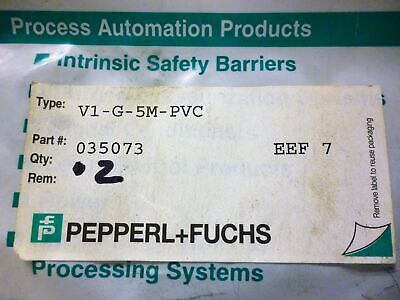 Process Automation Products
Intrinsic Safety Barriers
Type: V1-G-5M-PVC
Part#: 035073 EEF 7
Qty: .2
Rem:
PEPPERL+FUCHS
Remove label to reuse packaging
Processing Systems